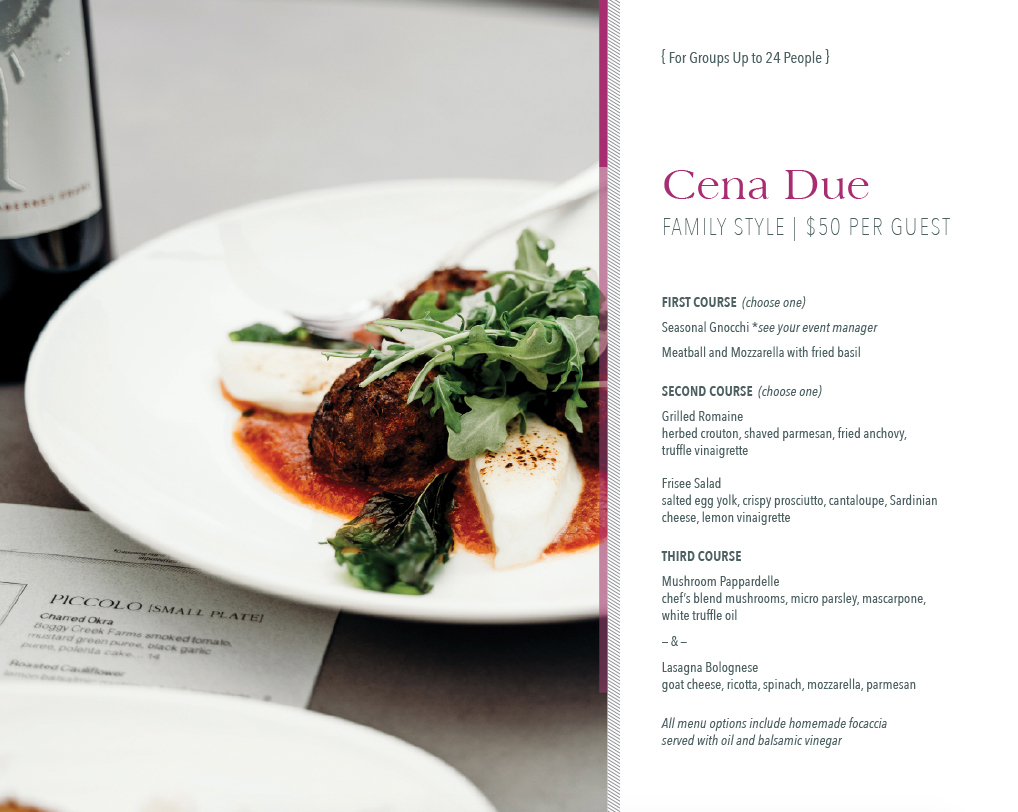 { For Groups Up to 24 People }
Cena Due
FAMILY STYLE | $50 PER GUEST
FIRST COURSE (choose one)
Seasonal Gnocchi *see your event manager
Meatball and Mozzarella with fried basil
SECOND COURSE (choose one)
Grilled Romaine
herbed crouton, shaved parmesan, fried anchovy,
truffle vinaigrette
Frisee Salad
salted egg yolk, crispy prosciutto, cantaloupe, Sardinian
cheese, lemon vinaigrette
THIRD COURSE
Mushroom Pappardelle
chef's blend mushrooms, micro parsley, mascarpone,
white truffle oil
– & –
Lasagna Bolognese
goat cheese, ricotta, spinach, mozzarella, parmesan
All menu options include homemade focaccia
served with oil and balsamic vinegar
PICCOLO [SMALL PLATE]
Charred Okra
Boggy Creek Farms smoked tomato,
mustard green puree, black garlic
puree, polenta cake... 14
Roasted Cauliflower